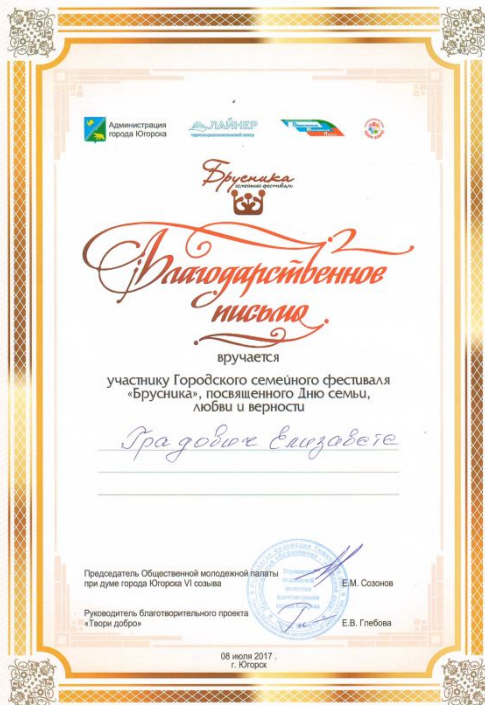 Администрация
города Югорска
ЛАЙНЕР
Брусника
семейный фестиваль
Благодарственное
письмо
вручается
участнику Городского семейного фестиваля
«Брусника», посвященного Дню семьи,
любви и верности
Градович Елизавете
Председатель Общественной молодежной палаты
при думе города Югорска VI созыва
Е.М. Созонов
Руководитель благотворительного проекта
«Твори добро»
Е.В. Глебова
08 июля 2017 .
г. Югорск